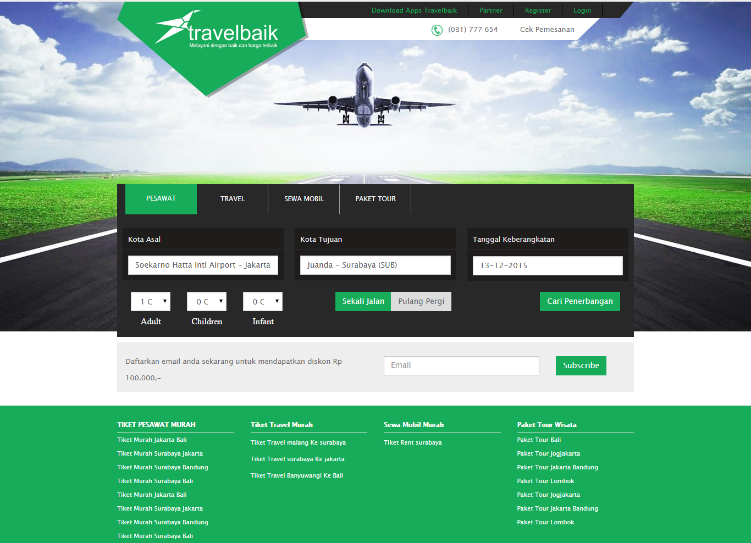 Download Apps Travelbaik Partner Register Login
travelbaik
Melayani dengan baik dan harga terbaik
(031) 777 654 Cek Pemesanan
PESAWAT TRAVEL SEWA MOBIL PAKET TOUR
Kota Asal Kota Tujuan Tanggal Keberangkatan
Soekarno Hatta Intl Airport - Jakarta Juanda - Surabaya (SUB) 13-12-2015
1 C 0 C 0 C Sekali Jalan Pulang Pergi Cari Penerbangan
Adult Children Infant
Daftarkan email anda sekarang untuk mendapatkan diskon Rp
100.000,-
Email Subscribe
TIKET PESAWAT MURAH
Tiket Murah Jakarta Bali
Tiket Murah Surabaya Jakarta
Tiket Murah Surabaya Bandung
Tiket Murah Surabaya Bali
Tiket Murah Jakarta Bali
Tiket Murah Surabaya Jakarta
Tiket Murah Surabaya Bandung
Tiket Murah Surabaya Bali
Tiket Travel Murah
Tiket Travel malang Ke surabaya
Tiket Travel surabaya Ke jakarta
Tiket Travel Banyuwangi Ke Bali
Sewa Mobil Murah
Tiket Rent surabaya
Paket Tour Wisata
Paket Tour Bali
Paket Tour Jogjakarta
Paket Tour Jakarta Bandung
Paket Tour Lombok
Paket Tour Jogjakarta
Paket Tour Jakarta Bandung
Paket Tour Lombok